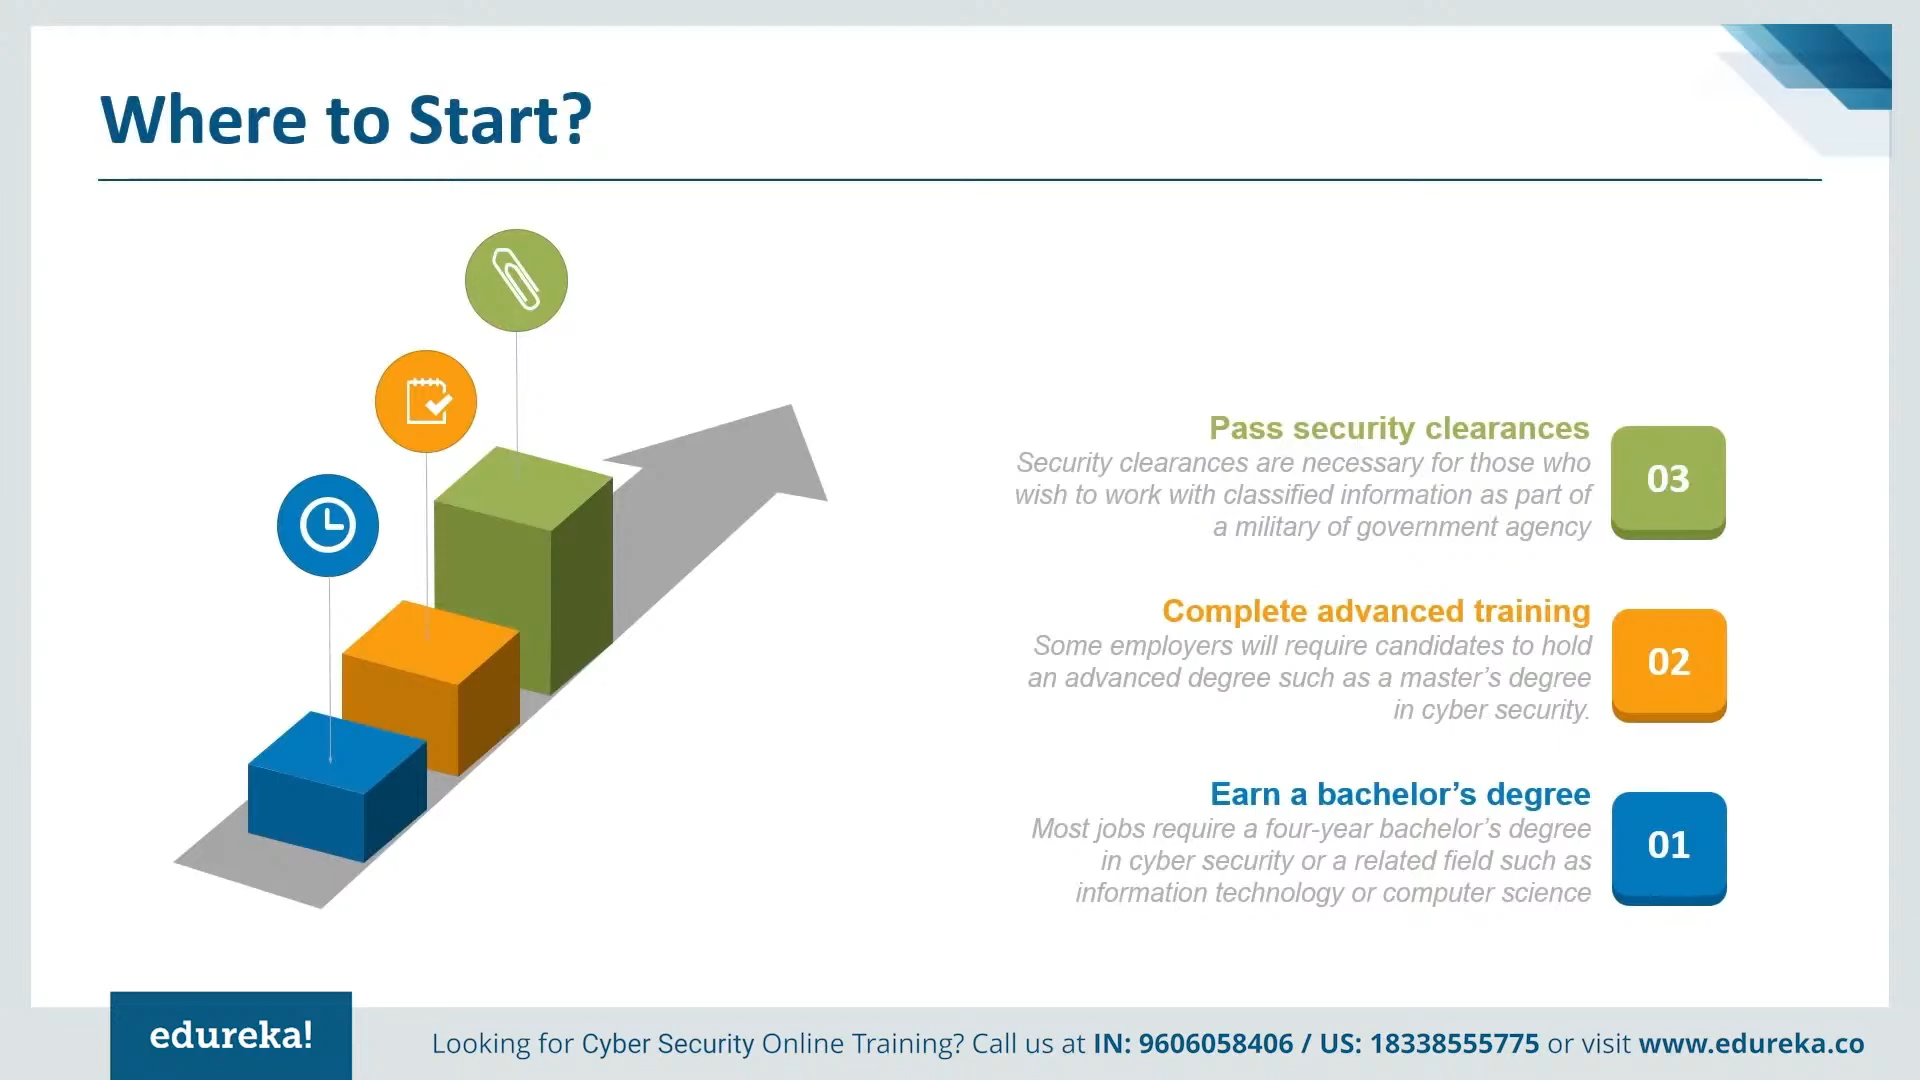 Where to Start?
Pass security clearances
Security clearances are necessary for those who
wish to work with classified information as part of
a military of government agency
03
Complete advanced training
Some employers will require candidates to hold
an advanced degree such as a master’s degree
in cyber security.
02
Earn a bachelor’s degree
Most jobs require a four-year bachelor’s degree
in cyber security or a related field such as
information technology or computer science
01
edureka!
Looking for Cyber Security Online Training? Call us at IN: 9606058406 / US: 18338555775 or visit www.edureka.co